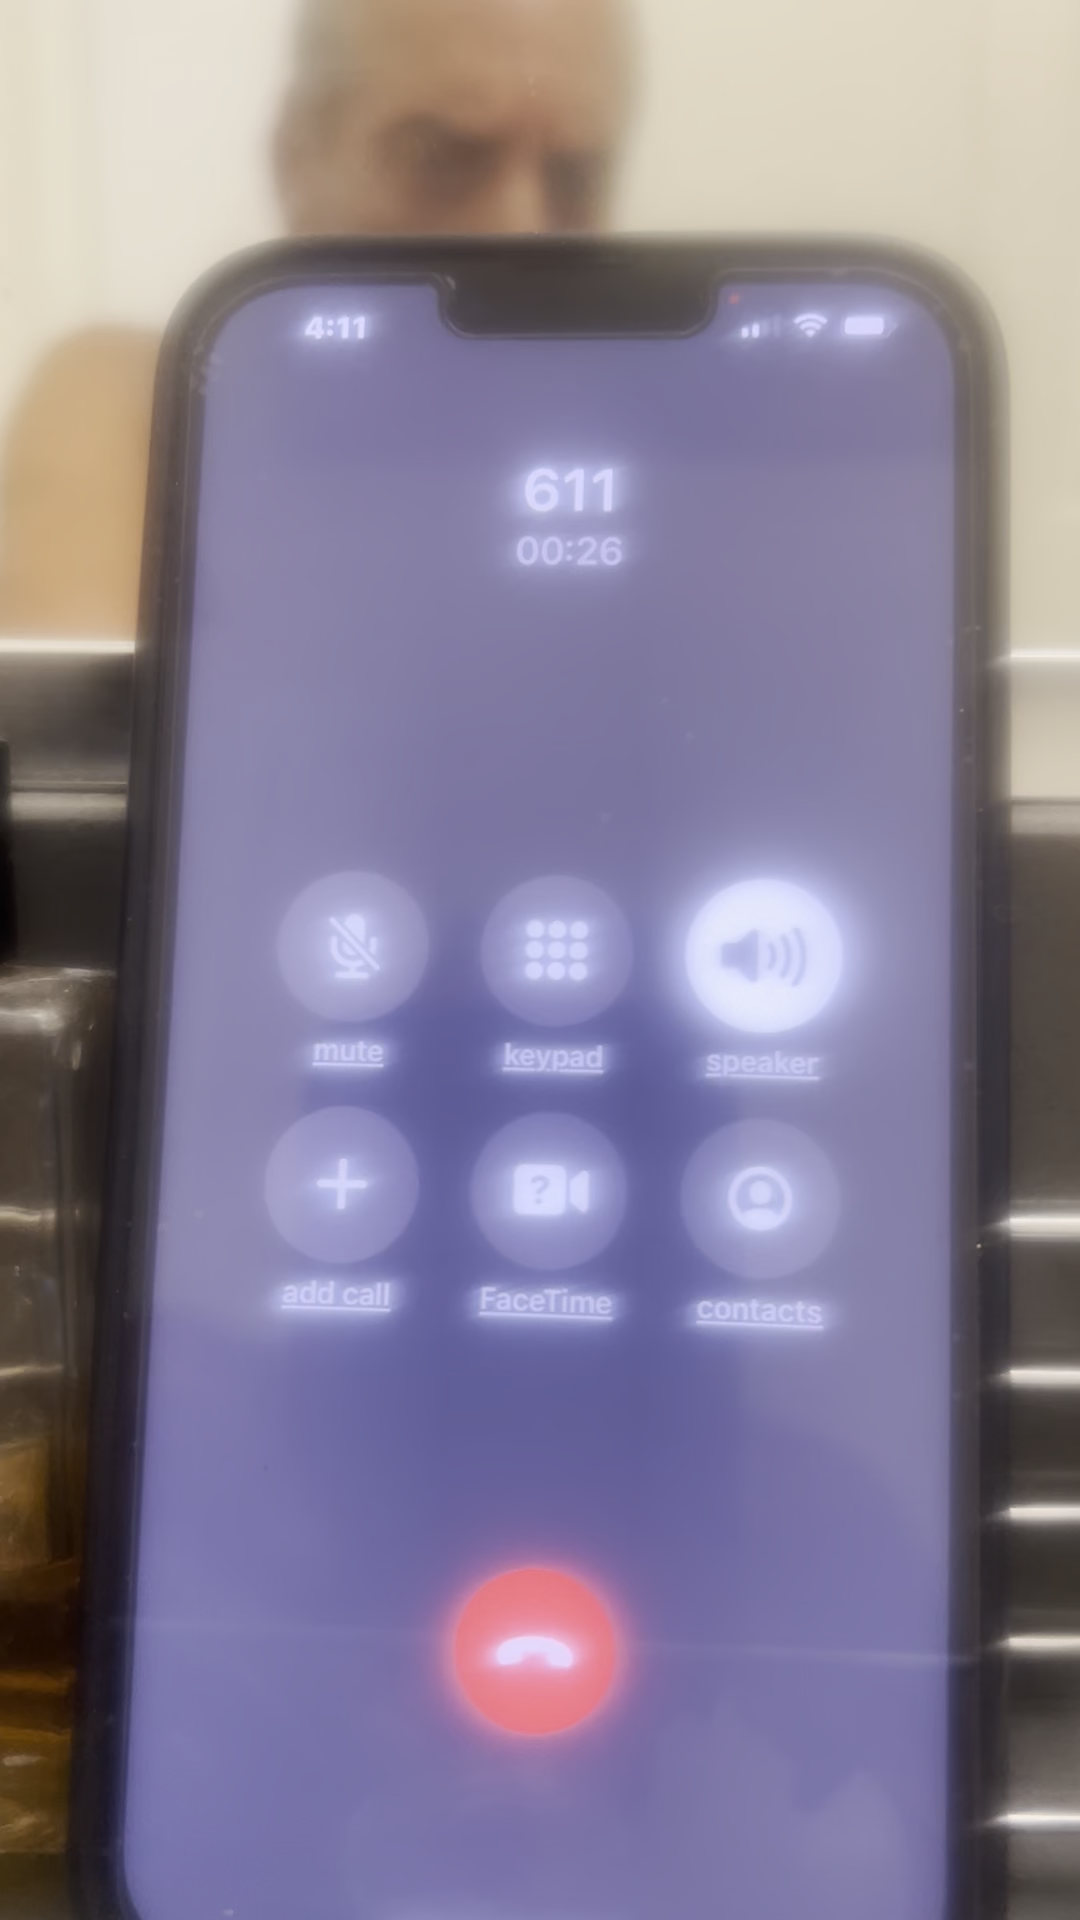 4:11
611
00:26
mute
keypad
speaker
add call
FaceTime
contacts